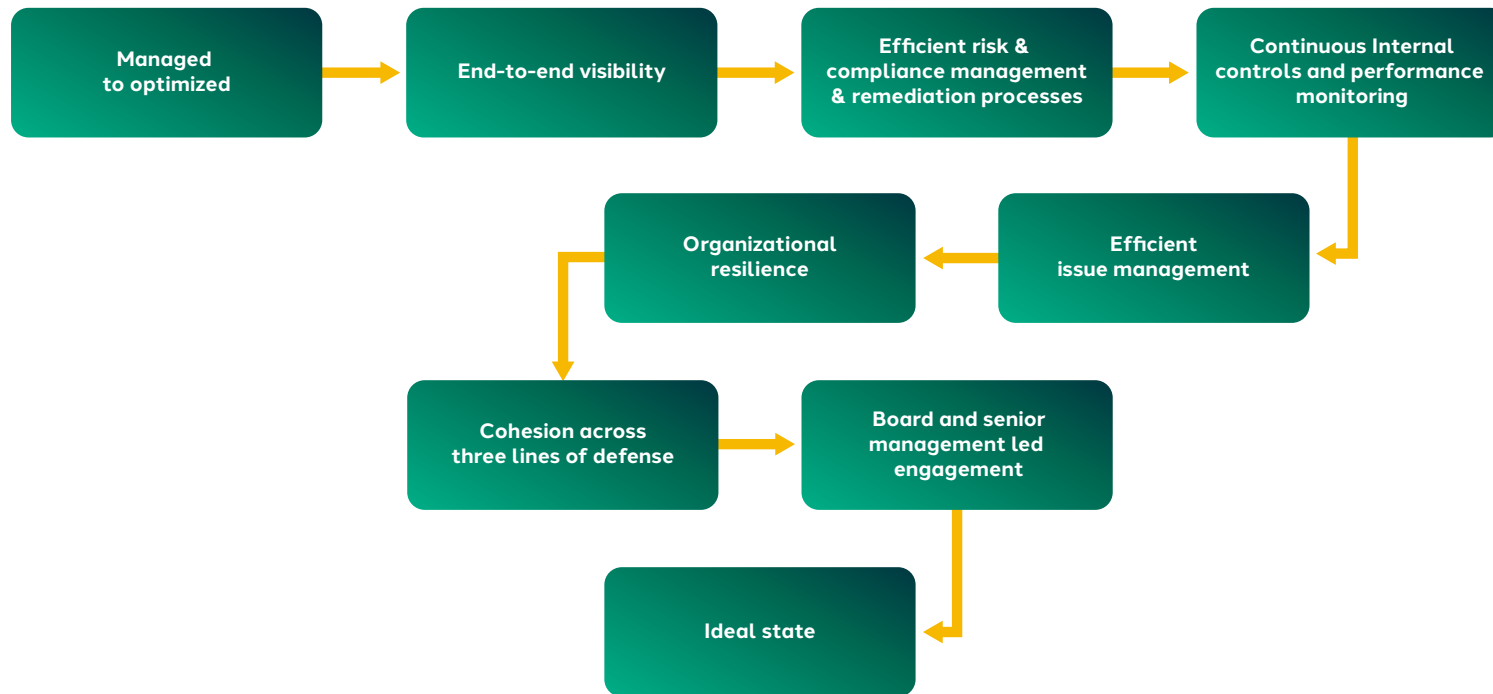 Managed
to optimized
End-to-end visibility
Efficient risk &
compliance management
& remediation processes
Continuous Internal
controls and performance
monitoring
Efficient
issue management
Organizational
resilience
Cohesion across
three lines of defense
Board and senior
management led
engagement
Ideal state